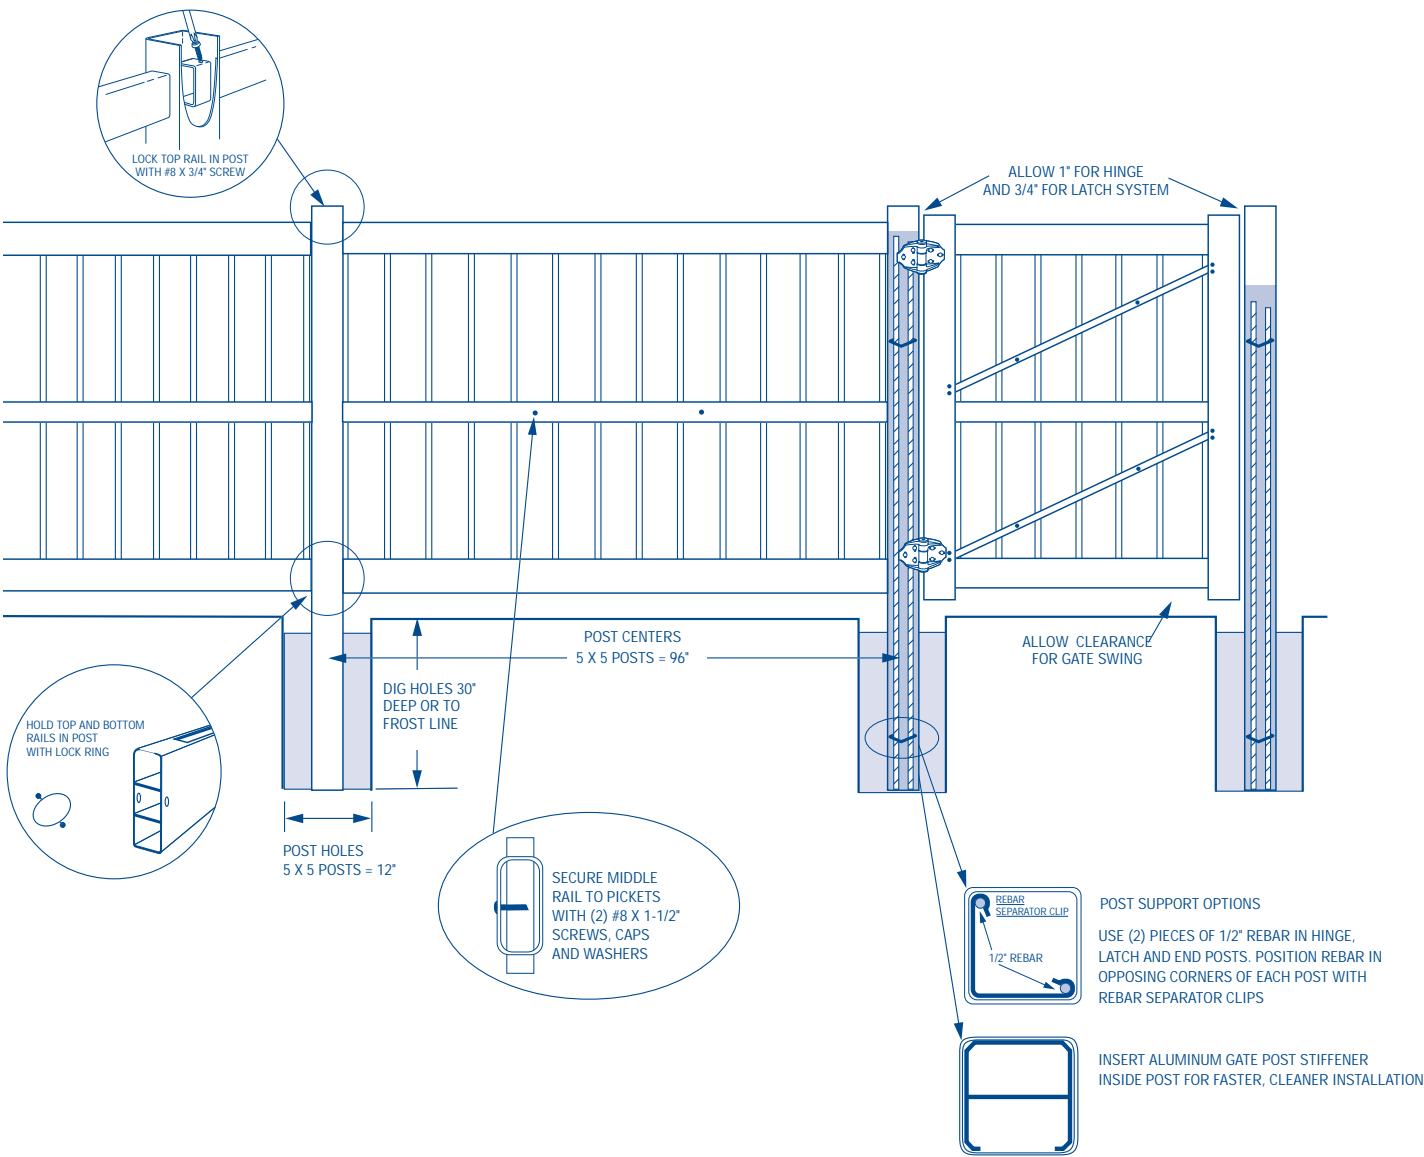 LOCK TOP RAIL IN POST
WITH #8 X 3/4" SCREW
ALLOW 1" FOR HINGE
AND 3/4" FOR LATCH SYSTEM
POST CENTERS
5 X 5 POSTS = 96"
ALLOW CLEARANCE
FOR GATE SWING
DIG HOLES 30"
DEEP OR TO
FROST LINE
HOLD TOP AND BOTTOM
RAILS IN POST
WITH LOCK RING
POST HOLES
5 X 5 POSTS = 12"
SECURE MIDDLE
RAIL TO PICKETS
WITH (2) #8 X 1-1/2"
SCREWS, CAPS
AND WASHERS
REBAR
SEPARATOR CLIP
1/2" REBAR
POST SUPPORT OPTIONS
USE (2) PIECES OF 1/2" REBAR IN HINGE,
LATCH AND END POSTS. POSITION REBAR IN
OPPOSING CORNERS OF EACH POST WITH
REBAR SEPARATOR CLIPS
INSERT ALUMINUM GATE POST STIFFENER
INSIDE POST FOR FASTER, CLEANER INSTALLATION